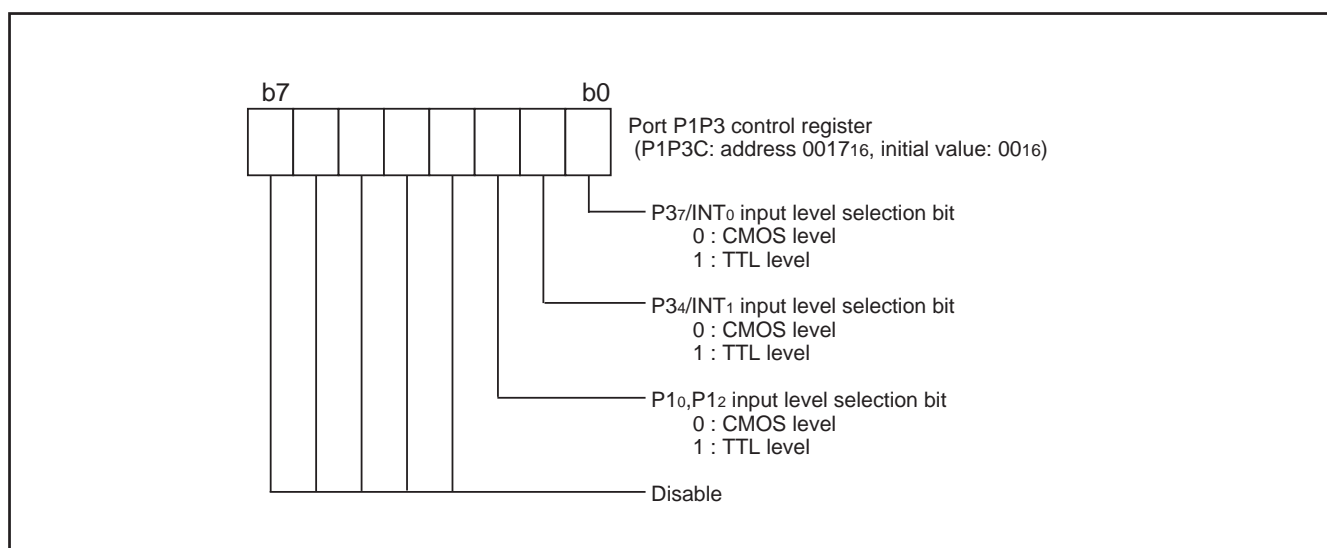 b7 b0
Port P1P3 control register
(P1P3C: address 001716, initial value: 0016)
P37/INT0 input level selection bit
0 : CMOS level
1 : TTL level
P34/INT1 input level selection bit
0 : CMOS level
1 : TTL level
P10,P12 input level selection bit
0 : CMOS level
1 : TTL level
Disable